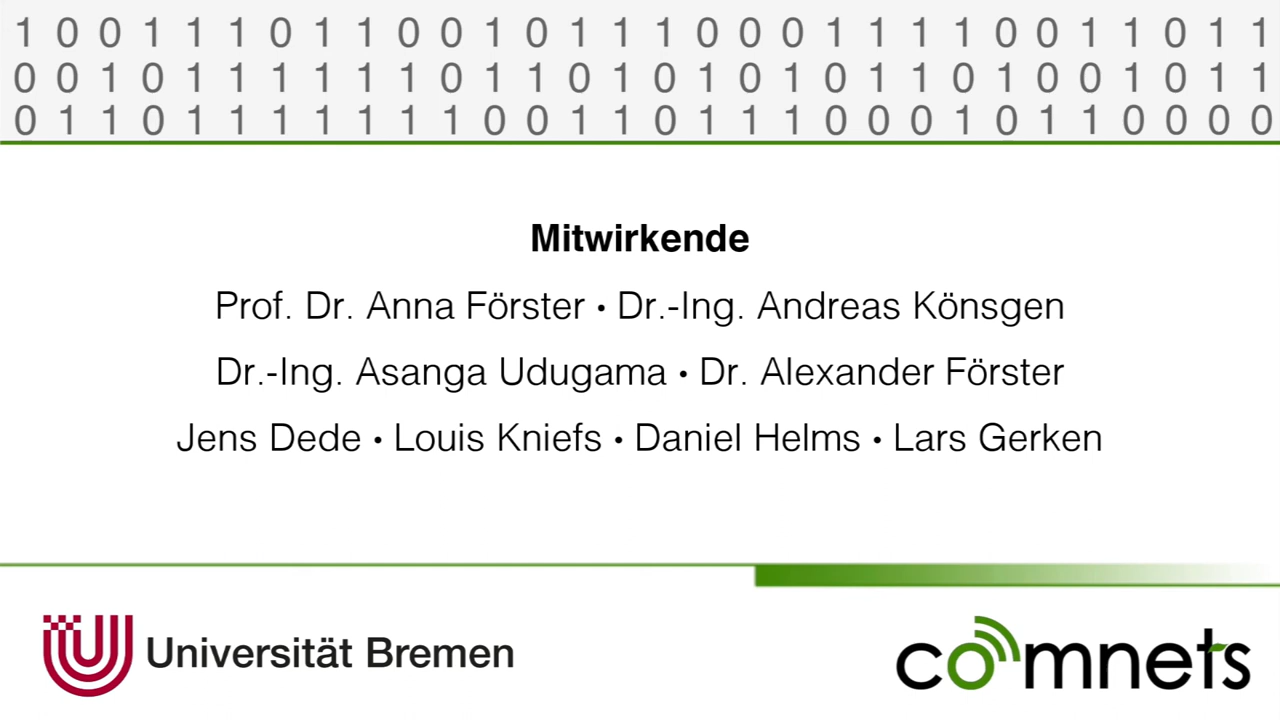 1 0 0 1 1 1 0 1 1 0 0 1 0 1 1 1 0 0 0 1 1 1 1 0 0 1 1 0 1 1
0 0 1 0 1 1 1 1 1 1 0 1 1 0 1 0 1 0 1 0 1 1 0 1 0 0 1 0 1 1
0 1 1 0 1 1 1 1 1 1 1 0 0 1 1 0 1 1 1 0 0 0 1 0 1 1 0 0 0 0
Mitwirkende
Prof. Dr. Anna Förster • Dr.-Ing. Andreas Könsgen
Dr.-Ing. Asanga Udugama • Dr. Alexander Förster
Jens Dede • Louis Kniefs • Daniel Helms • Lars Gerken
Universität Bremen
comnets